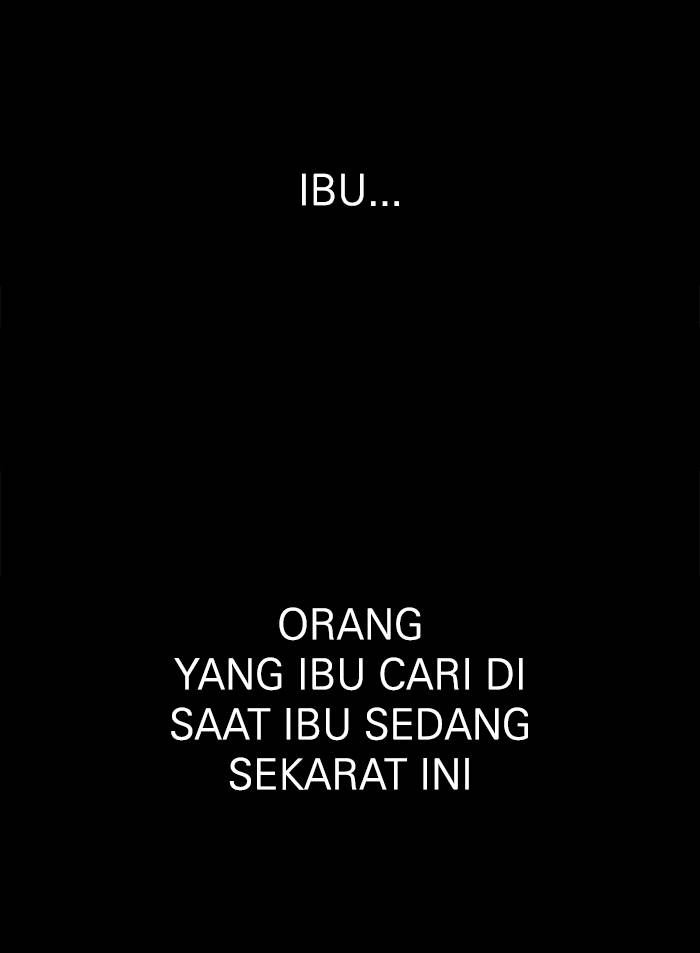 IBU...
ORANG
YANG IBU CARI DI
SAAT IBU SEDANG
SEKARAT INI